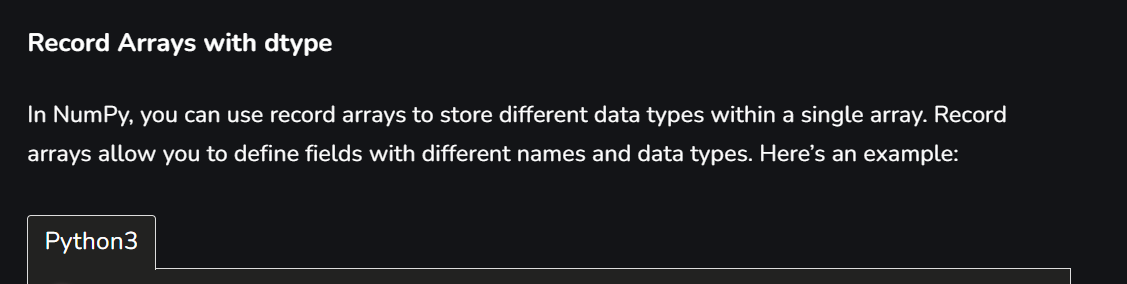 Record Arrays with dtype
In NumPy, you can use record arrays to store different data types within a single array. Record
arrays allow you to define fields with different names and data types. Here’s an example:
Python3